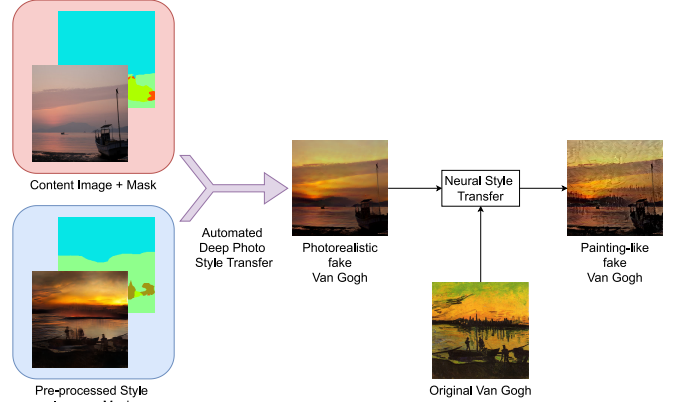 Content Image + Mask
Automated
Deep Photo
Style Transfer
Photorealistic
fake
Van Gogh
Neural Style
Transfer
Painting-like
fake
Van Gogh
Pre-processed Style
Original Van Gogh